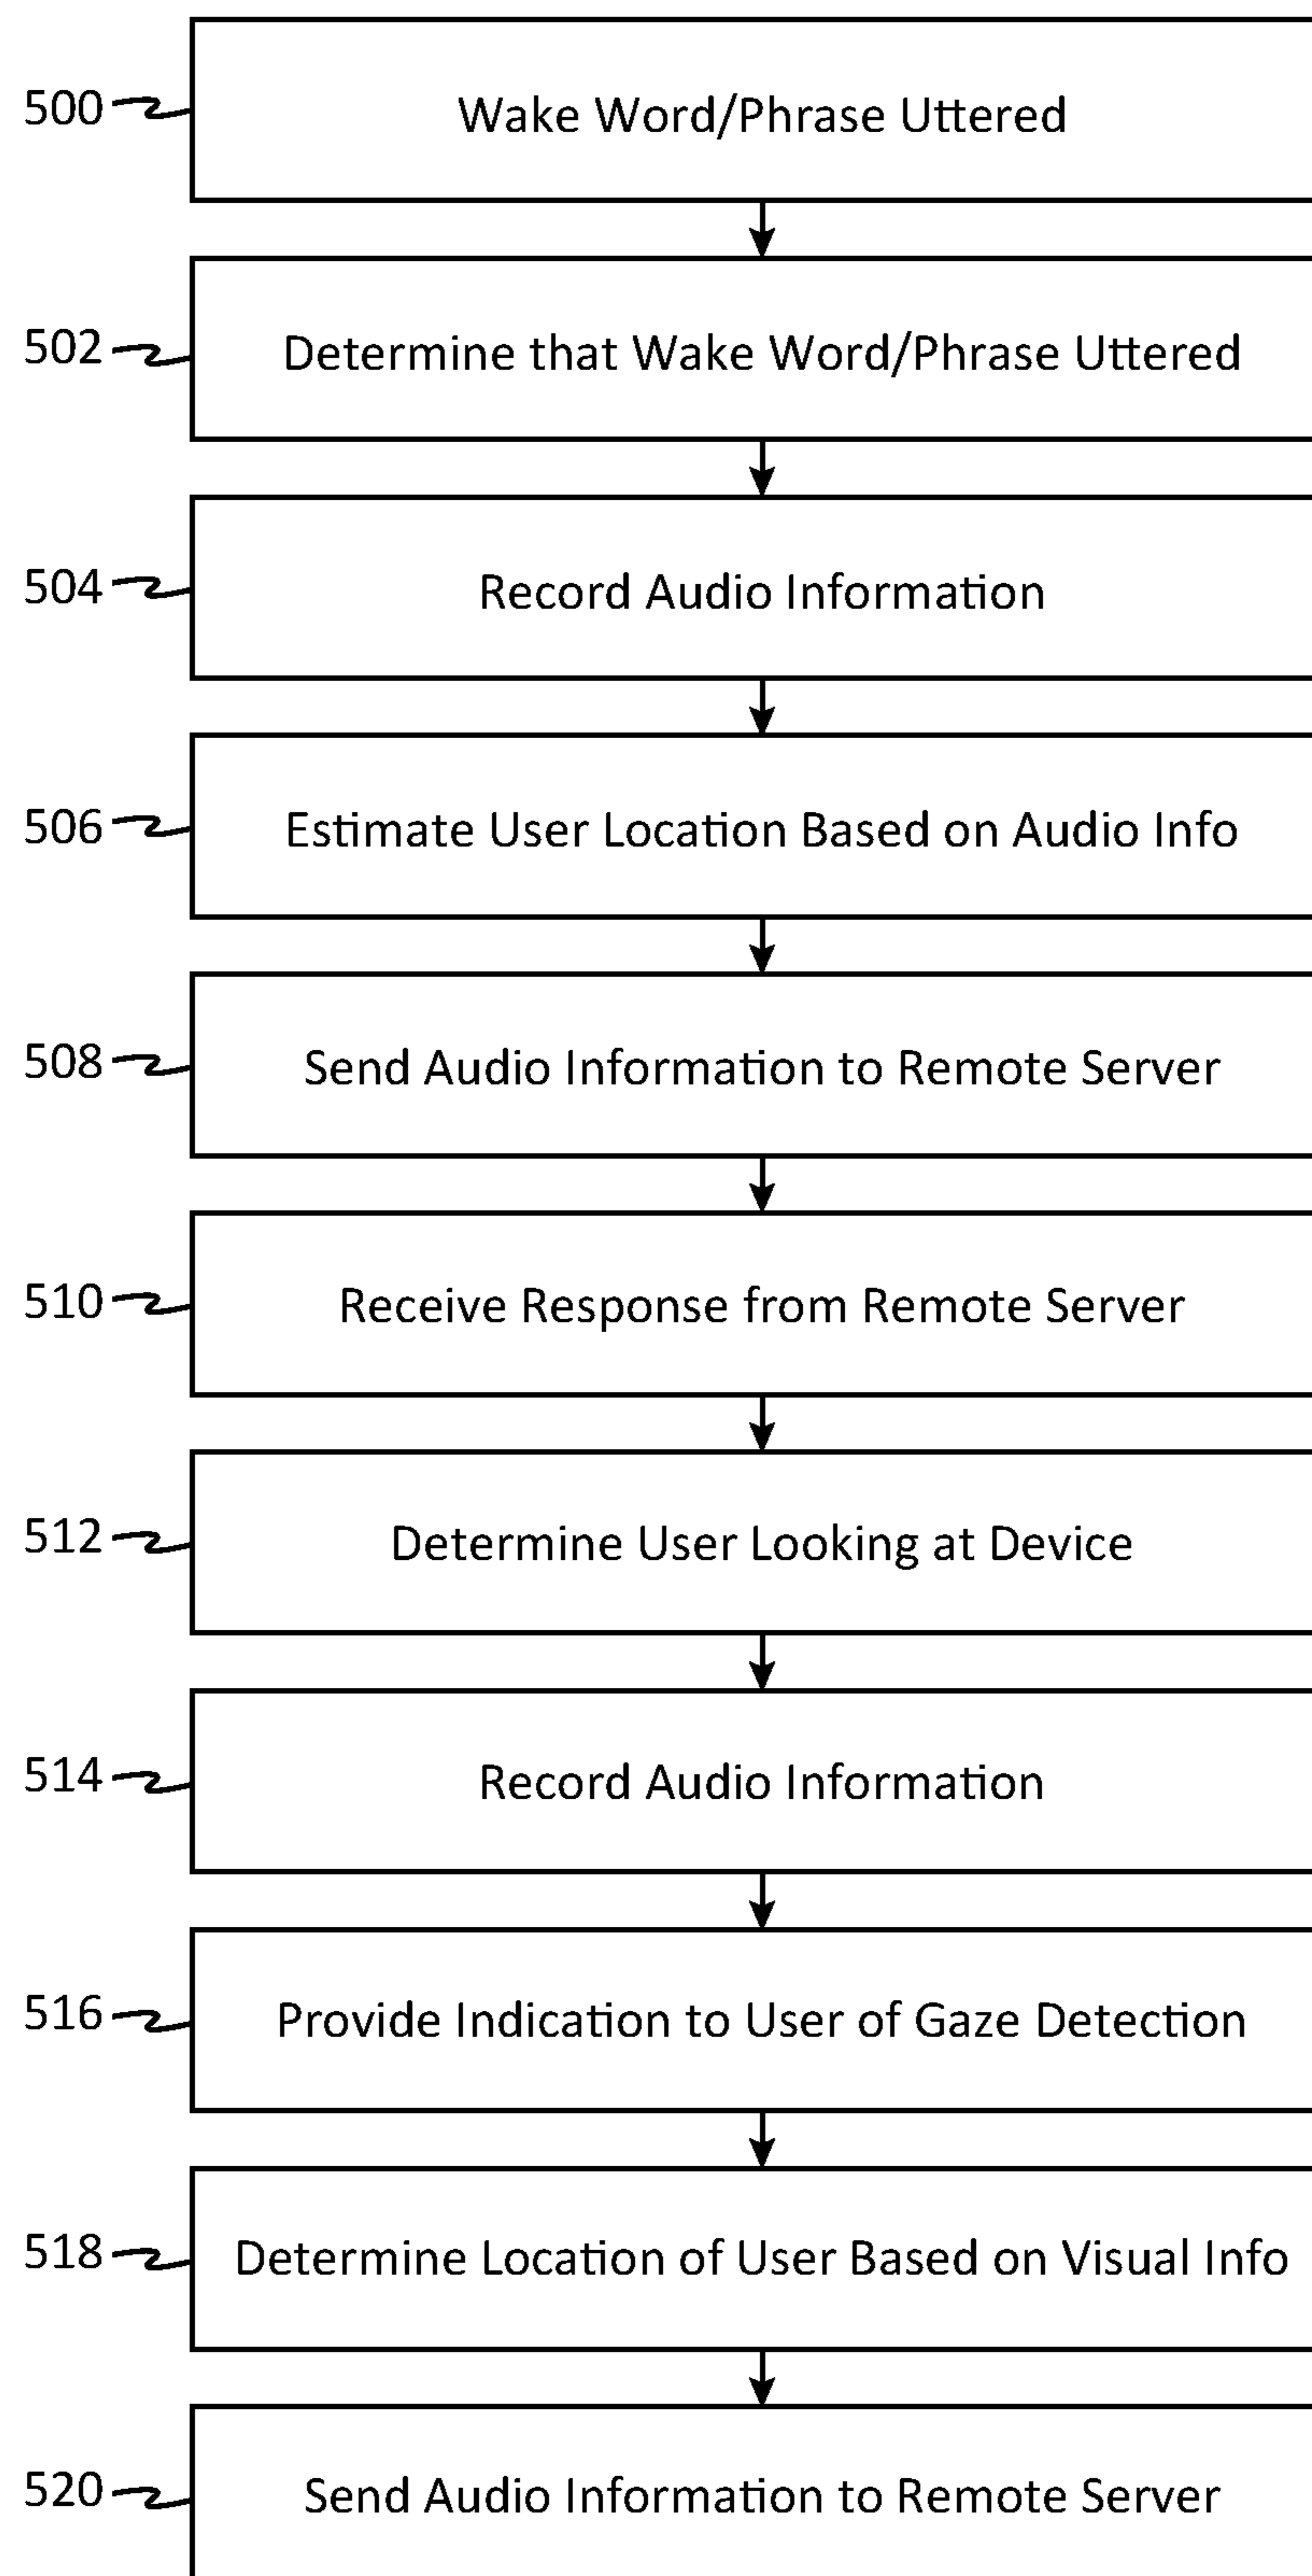 500 Wake Word/Phrase Uttered
502 Determine that Wake Word/Phrase Uttered
504 Record Audio Information
506 Estimate User Location Based on Audio Info
508 Send Audio Information to Remote Server
510 Receive Response from Remote Server
512 Determine User Looking at Device
514 Record Audio Information
516 Provide Indication to User of Gaze Detection
518 Determine Location of User Based on Visual Info
520 Send Audio Information to Remote Server